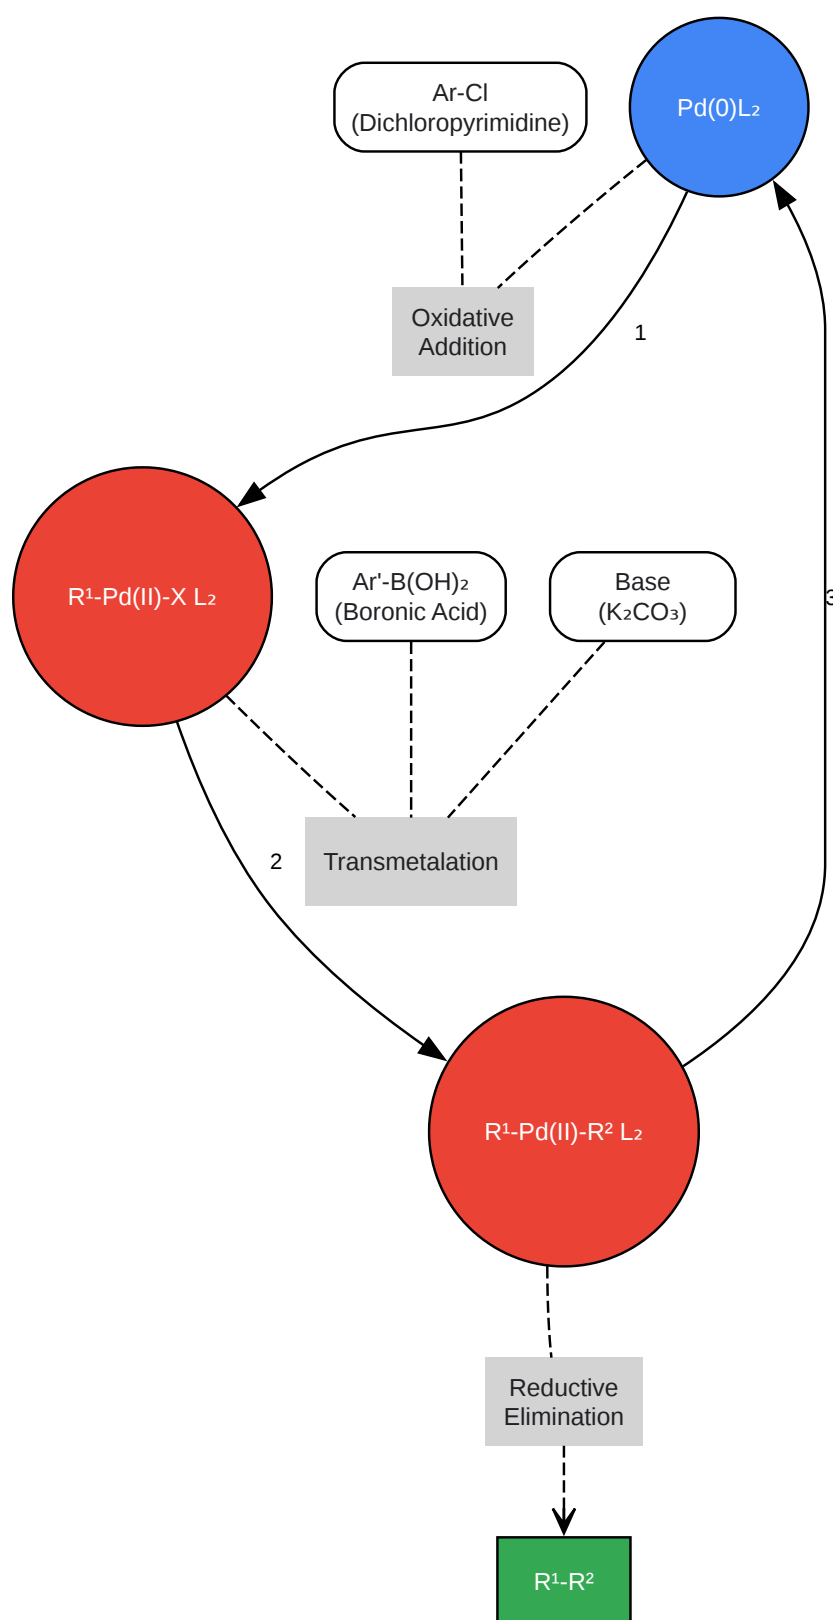 Ar-Cl
(Dichloropyrimidine)
Pd(0)L₂
Oxidative
Addition
1
R¹-Pd(II)-X L₂
Ar'-B(OH)₂
(Boronic Acid)
Base
(K₂CO₃)
3
2
Transmetalation
R¹-Pd(II)-R² L₂
Reductive
Elimination
R¹-R²